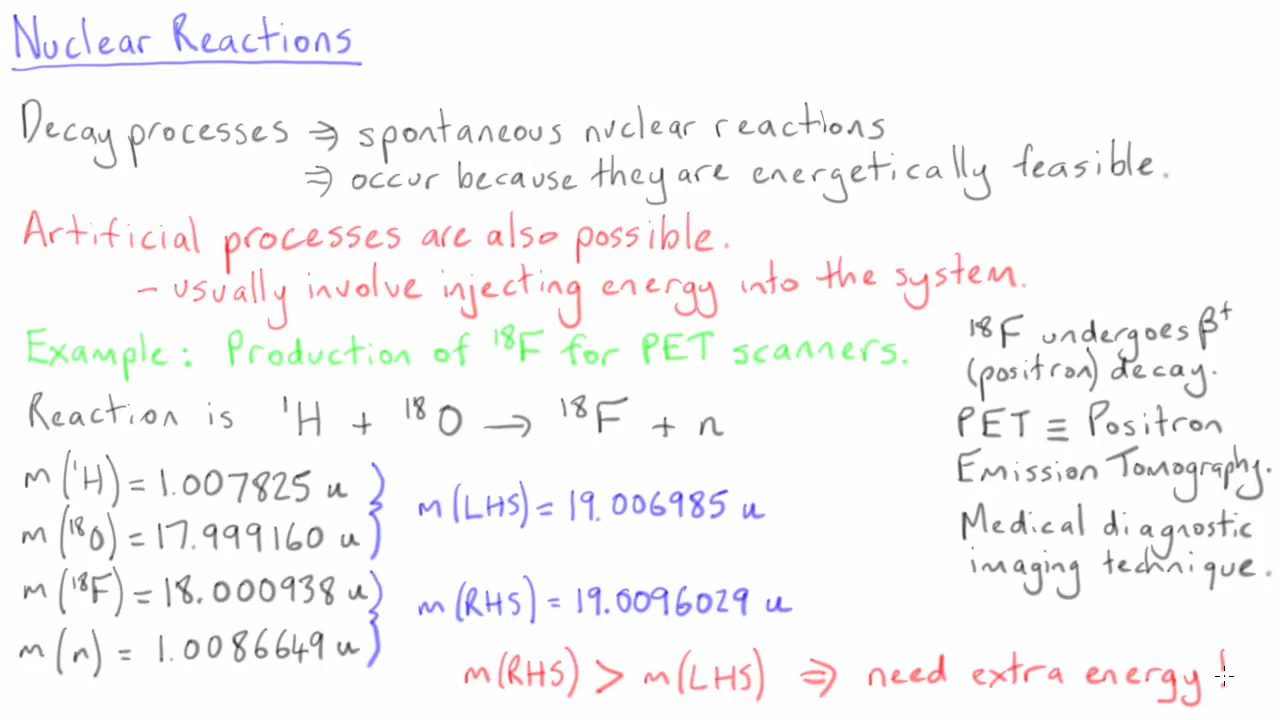 Nuclear Reactions
Decay processes ⇒ spontaneous nuclear reactions
⇒ occur because they are energetically feasible.
Artificial processes are also possible.
- usually involve injecting energy into the system.
Example: Production of ¹⁸F for PET scanners.
Reaction is ¹H + ¹⁸O → ¹⁸F + n
m(¹H) = 1.007825 u
m(¹⁸O) = 17.999160 u
m(LHS) = 19.006985 u
m(¹⁸F) = 18.000938 u
m(n) = 1.0086649 u
m(RHS) = 19.0096029 u
m(RHS) > m(LHS) ⇒ need extra energy!
¹⁸F undergoes β⁺
(positron) decay.
PET ≡ Positron
Emission Tomography.
Medical diagnostic
imaging technique.